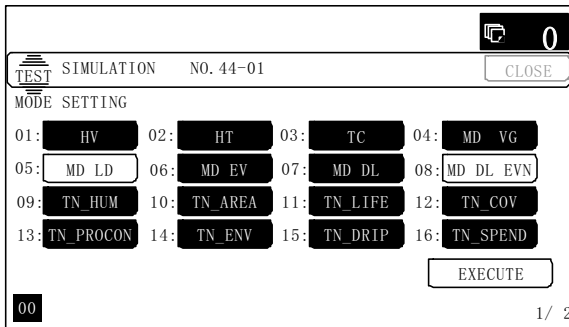 0
TEST SIMULATION NO.44-01 CLOSE
MODE SETTING
01: HV 02: HT 03: TC 04: MD VG
05: MD LD 06: MD EV 07: MD DL 08: MD DL EVN
09: TN_HUM 10: TN_AREA 11: TN_LIFE 12: TN_COV
13: TN_PROCON 14: TN_ENV 15: TN_DRIP 16: TN_SPEND
EXECUTE
00 1/ 2